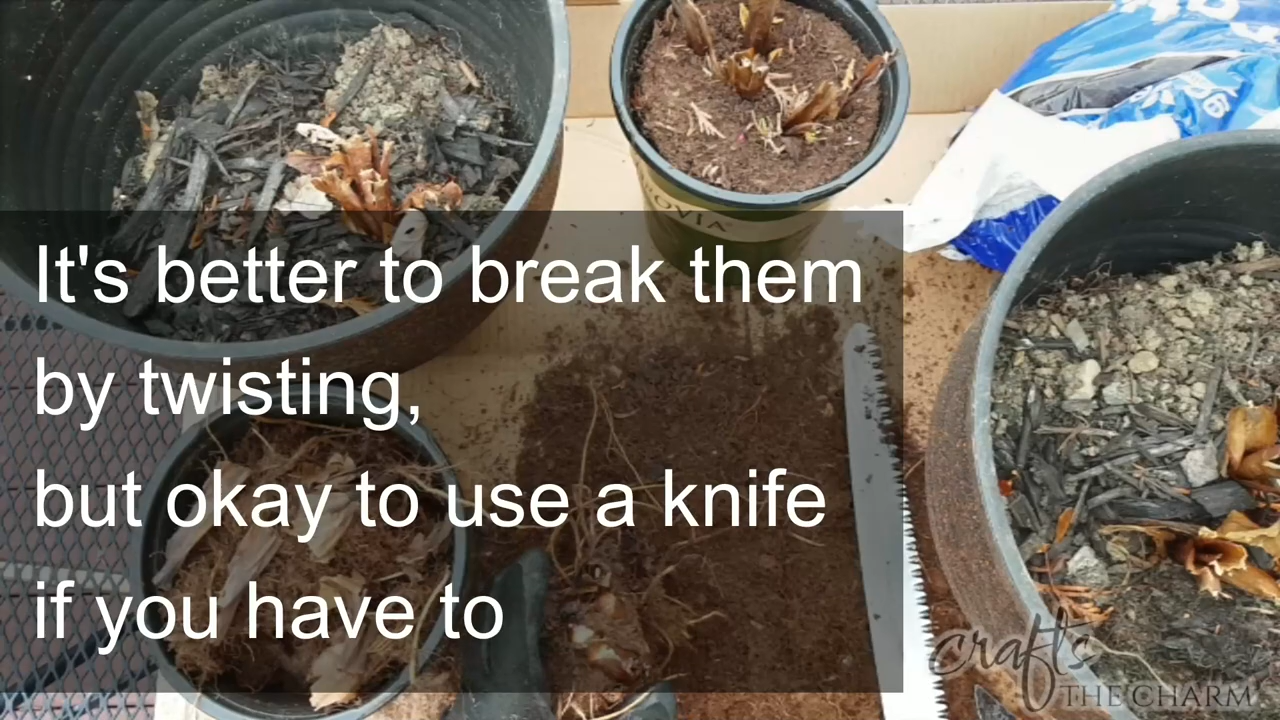 It's better to break them
by twisting,
but okay to use a knife
if you have to
crafts
THE CHARM